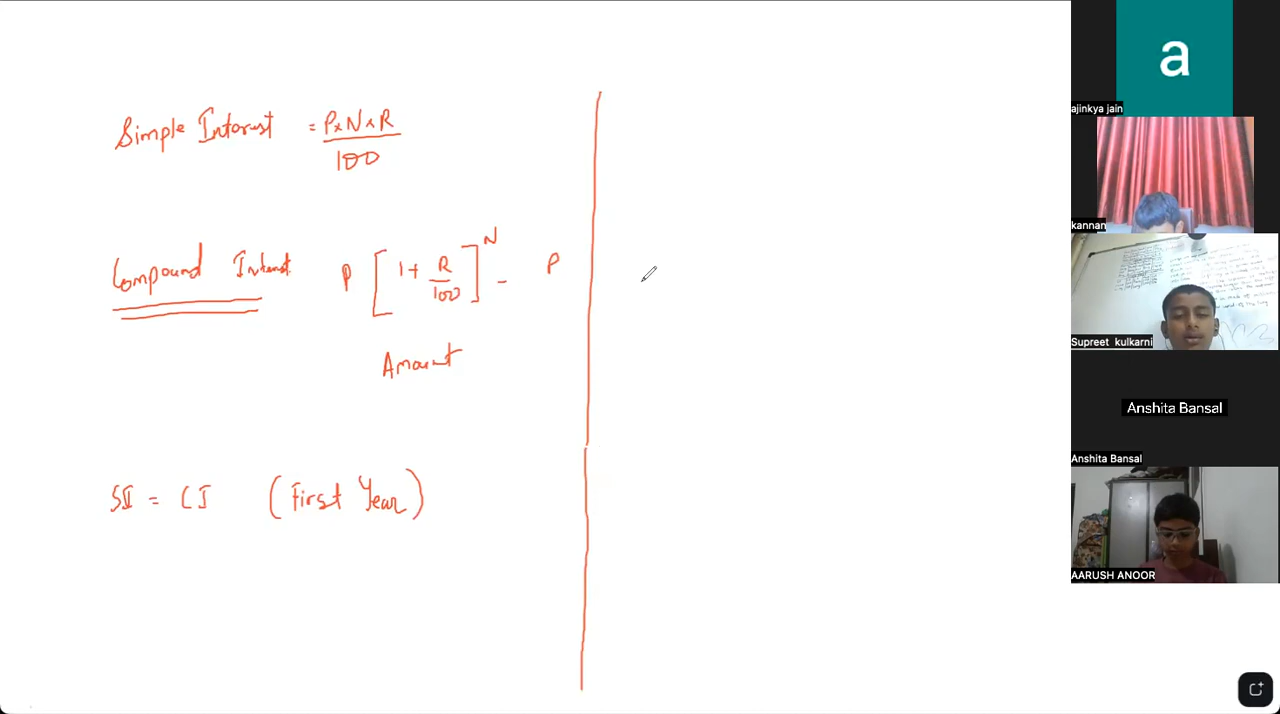 Simple Interest = P×N×R
100
Compound Interest P [ 1+ R/100 ]^N - P
Amount
SI = CI (First Year)
a
ajinkya jain
kannan
Supreet kulkarni
Anshita Bansal
Anshita Bansal
AARUSH ANOOR